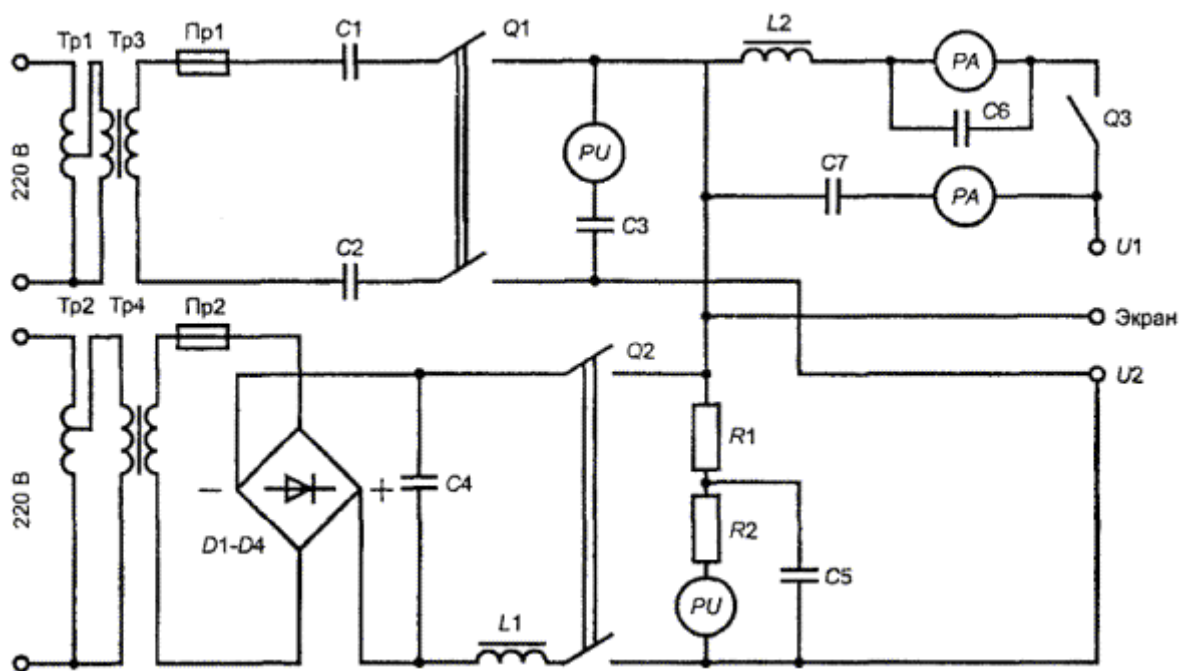 Тр1 Тр3 Пр1 C1 Q1 L2 PA
C6 Q3
220 В PU C7 PA
C3
C2 U1
Тр2 Тр4 Пр2 Экран
Q2 U2
R1
220 В − + C4
D1-D4 R2
C5
L1 PU